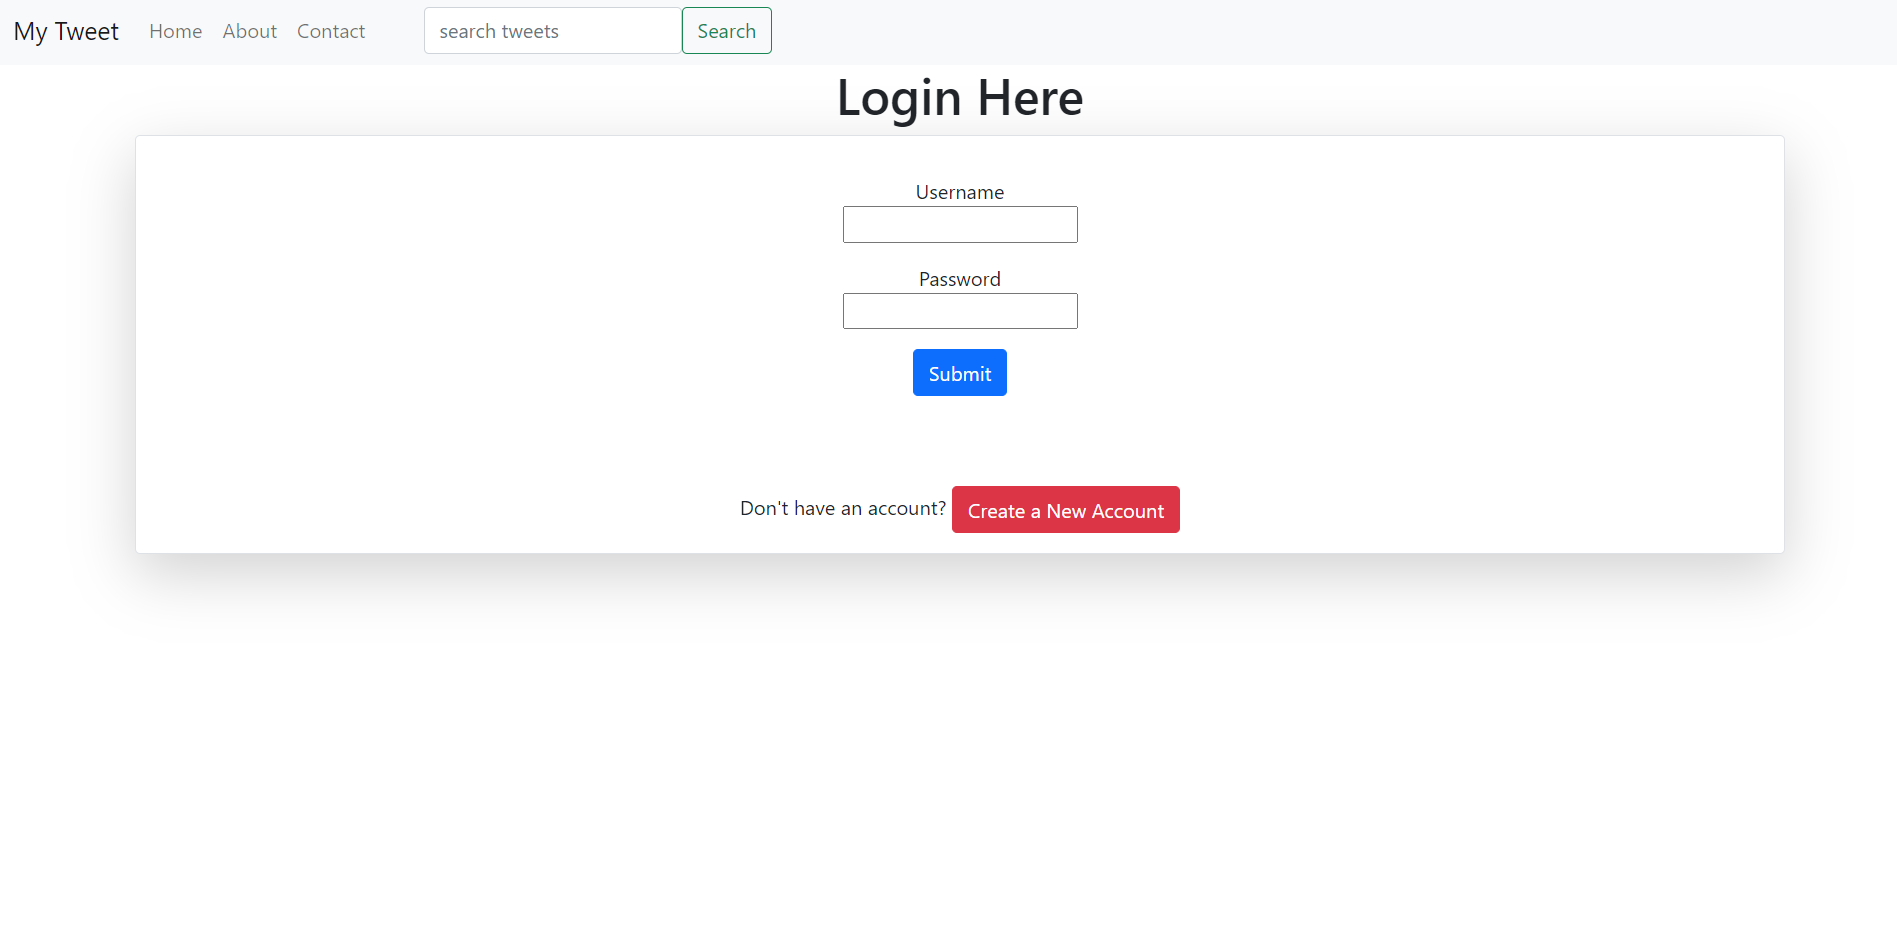 My Tweet Home About Contact search tweets Search
Login Here
Username
Password
Submit
Don't have an account? Create a New Account